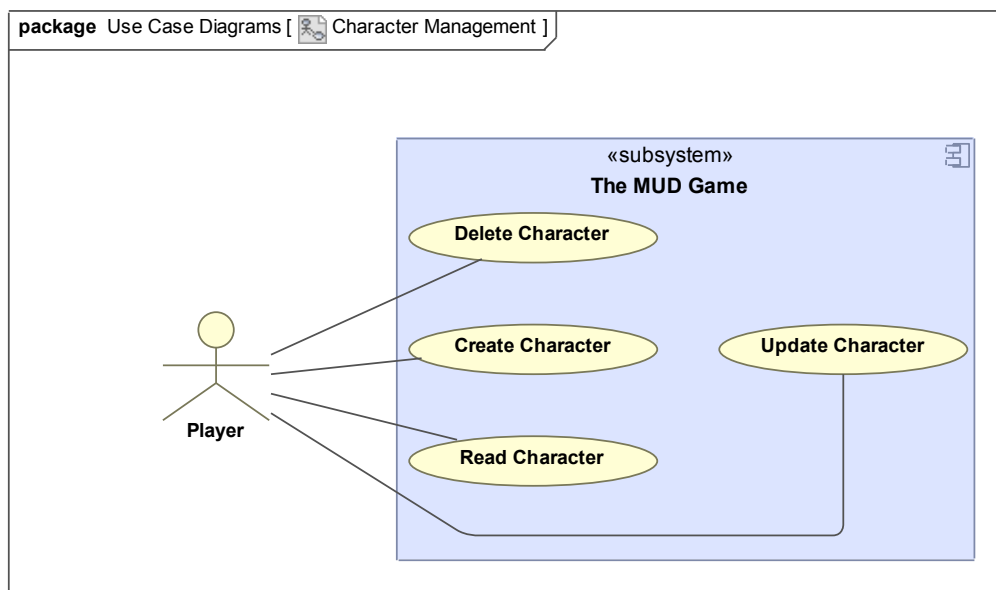 package Use Case Diagrams [ Character Management ]
«subsystem»
The MUD Game
Delete Character
Create Character
Update Character
Player
Read Character